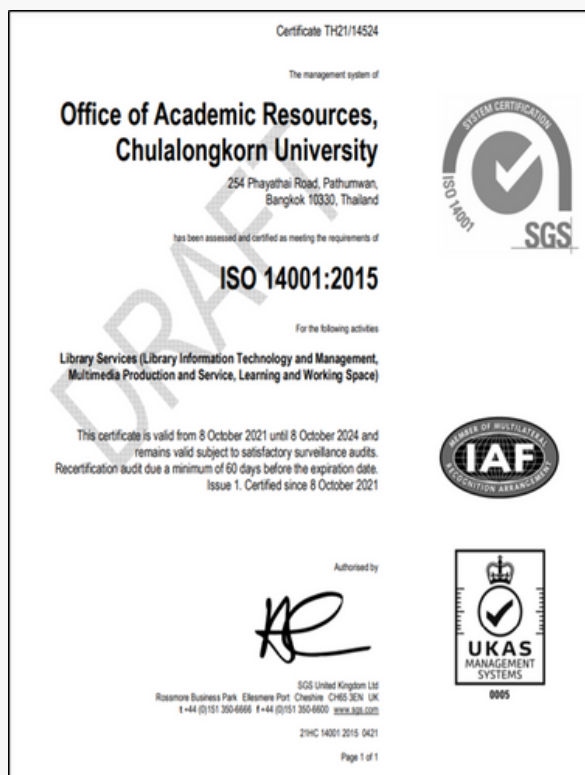 Certificate TH21/14524
The management system of
Office of Academic Resources,
Chulalongkorn University
254 Phayathai Road, Pathumwan,
Bangkok 10330, Thailand
has been assessed and certified as meeting the requirements of
ISO 14001:2015
For the following activities
Library Services (Library Information Technology and Management,
Multimedia Production and Service, Learning and Working Space)
This certificate is valid from 8 October 2021 until 8 October 2024 and
remains valid subject to satisfactory surveillance audits.
Recertification audit due a minimum of 60 days before the expiration date.
Issue 1. Certified since 8 October 2021
Authorised by
SGS United Kingdom Ltd
Rossmore Business Park Ellesmere Port Cheshire CH65 3EN UK
t +44 (0)151 350-6666 f +44 (0)151 350-6600 www.sgs.com
21HC 14001 2015 0421
Page 1 of 1
DRAFT
SYSTEM CERTIFICATION
ISO 14001
SGS
MEMBER OF MULTILATERAL
IAF
RECOGNITION ARRANGEMENT
UKAS
MANAGEMENT
SYSTEMS
0005